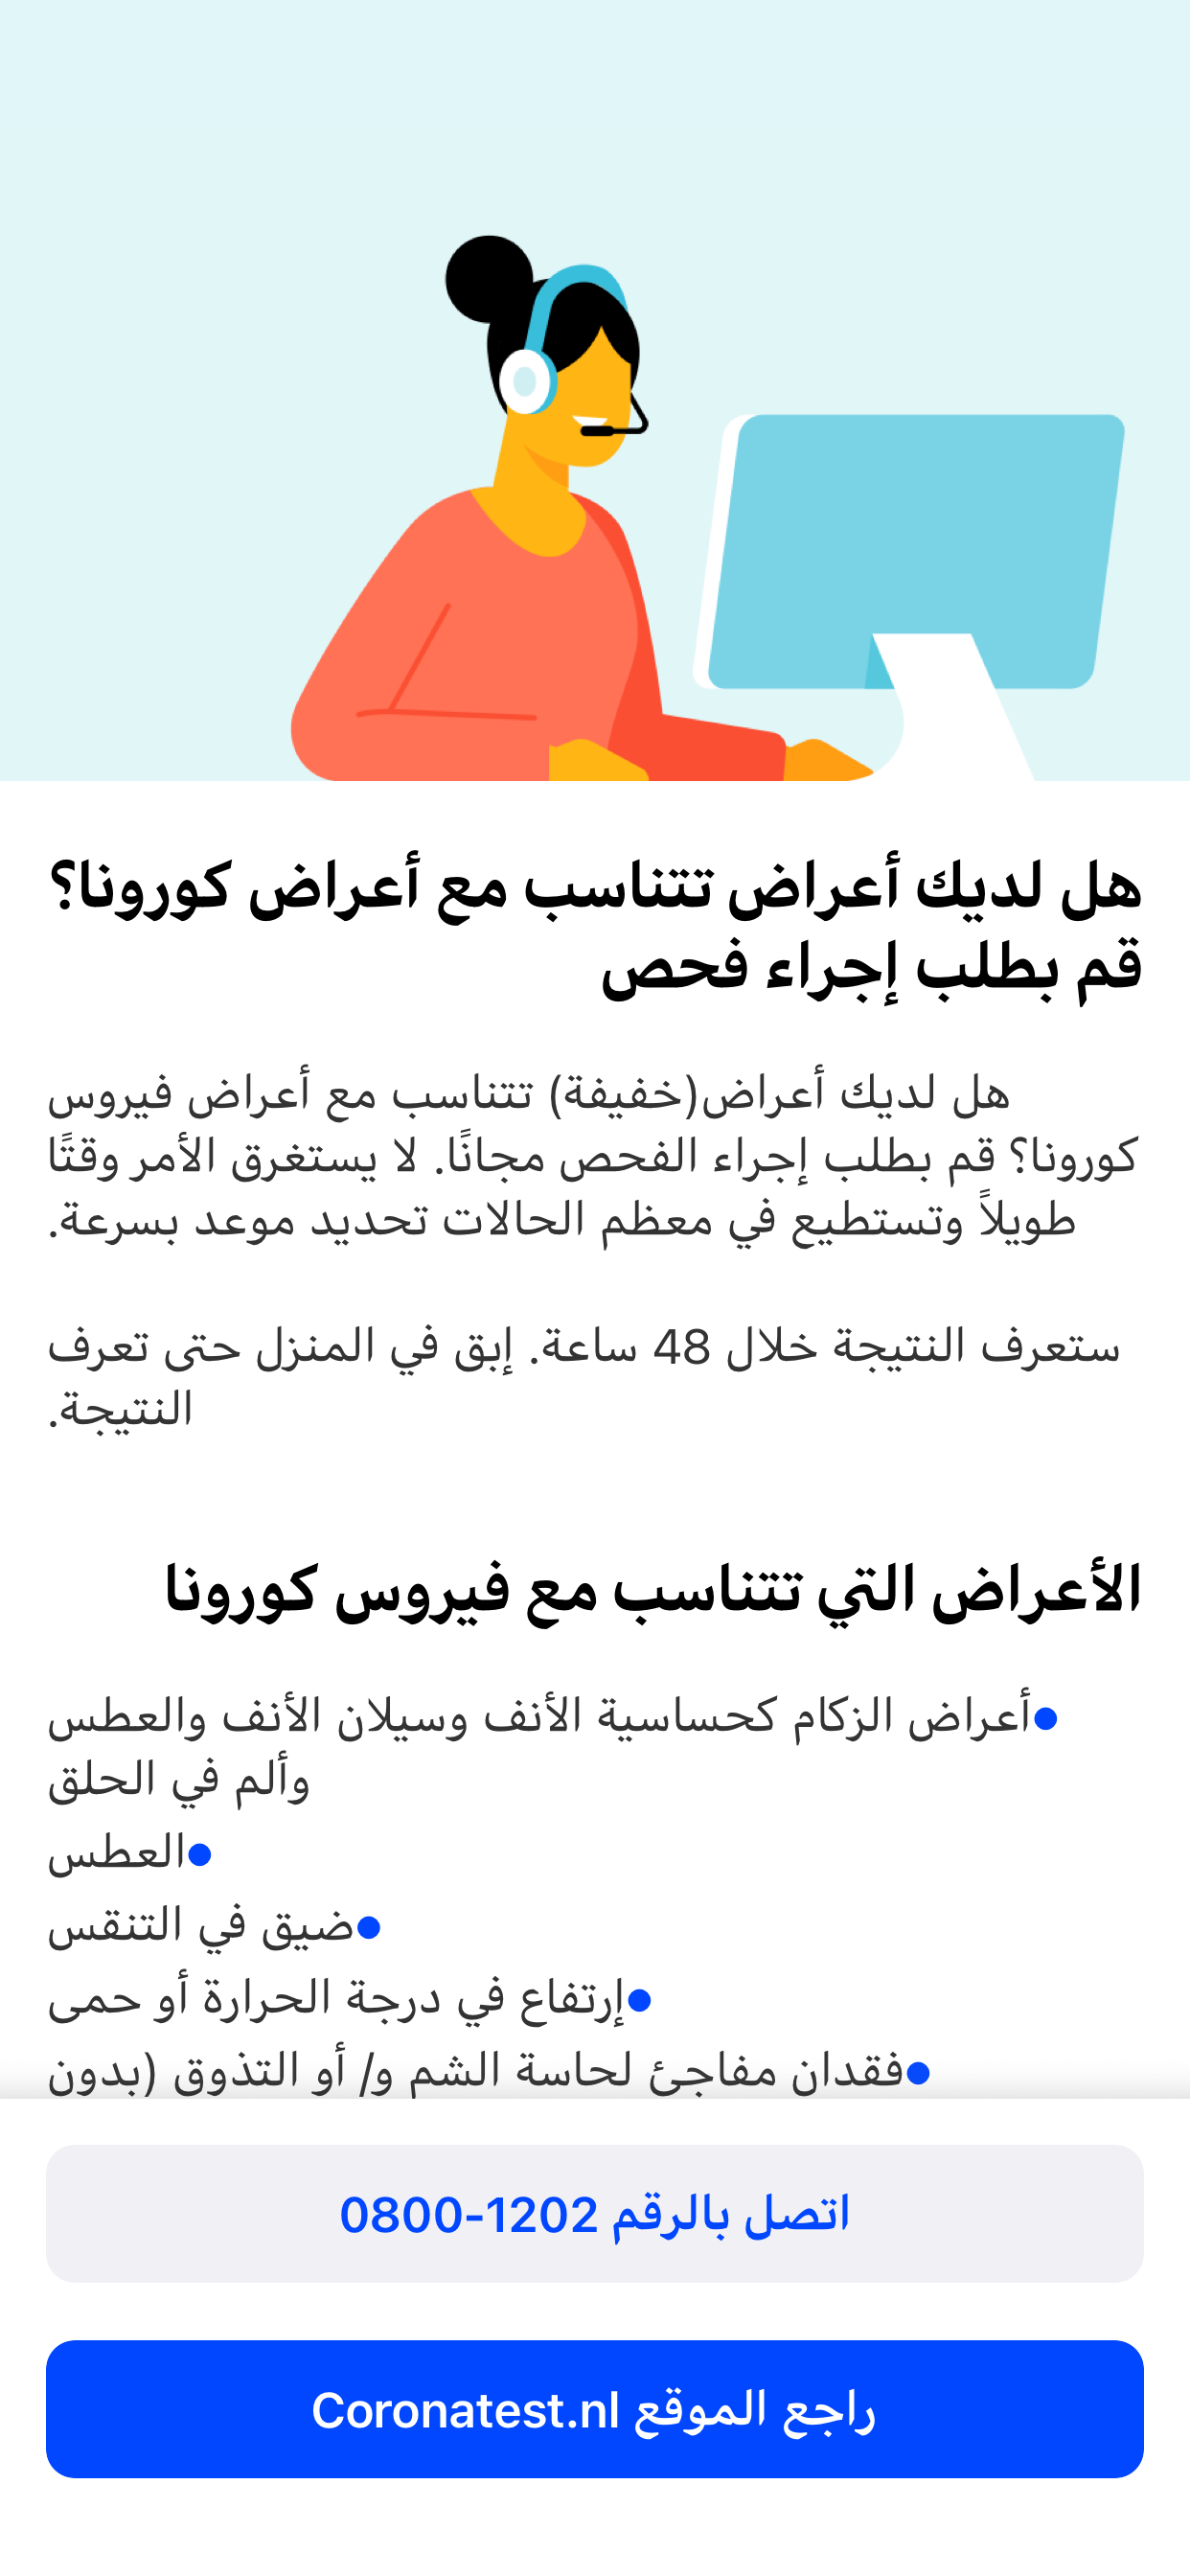 هل لديك أعراض تتناسب مع أعراض كورونا؟
قم بطلب إجراء فحص
هل لديك أعراض(خفيفة) تتناسب مع أعراض فيروس
كورونا؟ قم بطلب إجراء الفحص مجانًا. لا يستغرق الأمر وقتًا
طويلاً وتستطيع في معظم الحالات تحديد موعد بسرعة.
ستعرف النتيجة خلال 48 ساعة. إبق في المنزل حتى تعرف
النتيجة.
الأعراض التي تتناسب مع فيروس كورونا
●أعراض الزكام كحساسية الأنف وسيلان الأنف والعطس
وألم في الحلق
●العطس
●ضيق في التنقس
●إرتفاع في درجة الحرارة أو حمى
●فقدان مفاجئ لحاسة الشم و/ أو التذوق (بدون
اتصل بالرقم 0800-1202
راجع الموقع Coronatest.nl